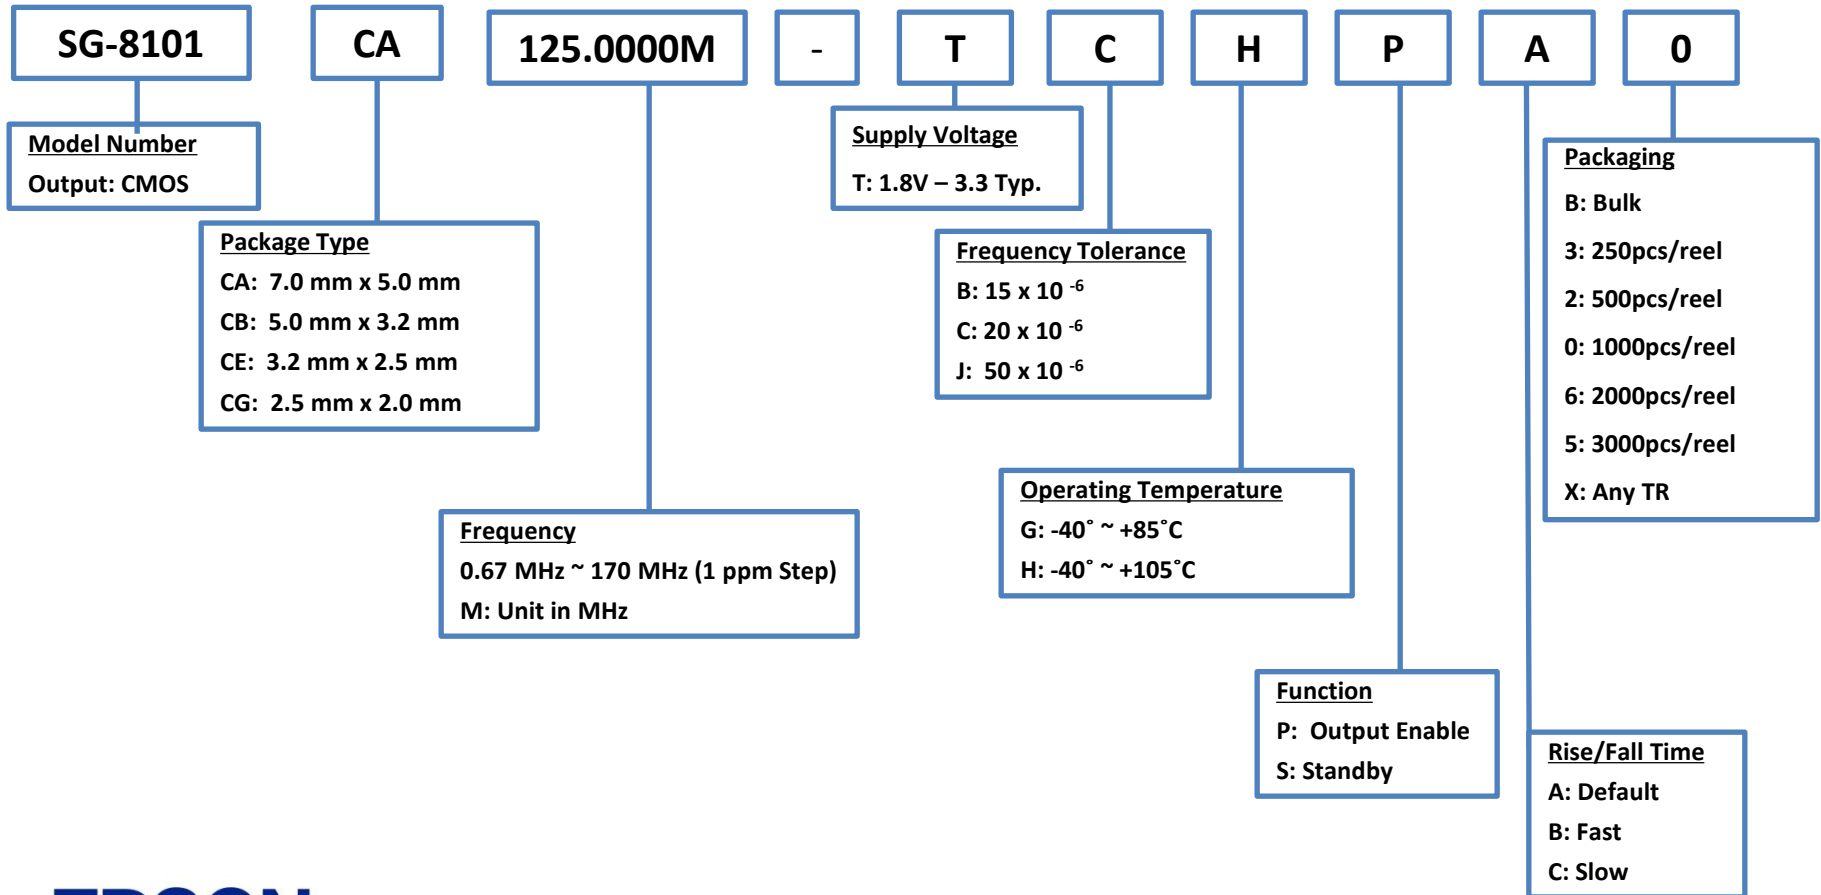 SG-8101 CA 125.0000M - T C H P A 0
Model Number
Output: CMOS
Package Type
CA: 7.0 mm x 5.0 mm
CB: 5.0 mm x 3.2 mm
CE: 3.2 mm x 2.5 mm
CG: 2.5 mm x 2.0 mm
Frequency
0.67 MHz ~ 170 MHz (1 ppm Step)
M: Unit in MHz
Supply Voltage
T: 1.8V – 3.3 Typ.
Frequency Tolerance
B: 15 x 10 -6
C: 20 x 10 -6
J: 50 x 10 -6
Operating Temperature
G: -40˚ ~ +85˚C
H: -40˚ ~ +105˚C
Function
P: Output Enable
S: Standby
Rise/Fall Time
A: Default
B: Fast
C: Slow
Packaging
B: Bulk
3: 250pcs/reel
2: 500pcs/reel
0: 1000pcs/reel
6: 2000pcs/reel
5: 3000pcs/reel
X: Any TR